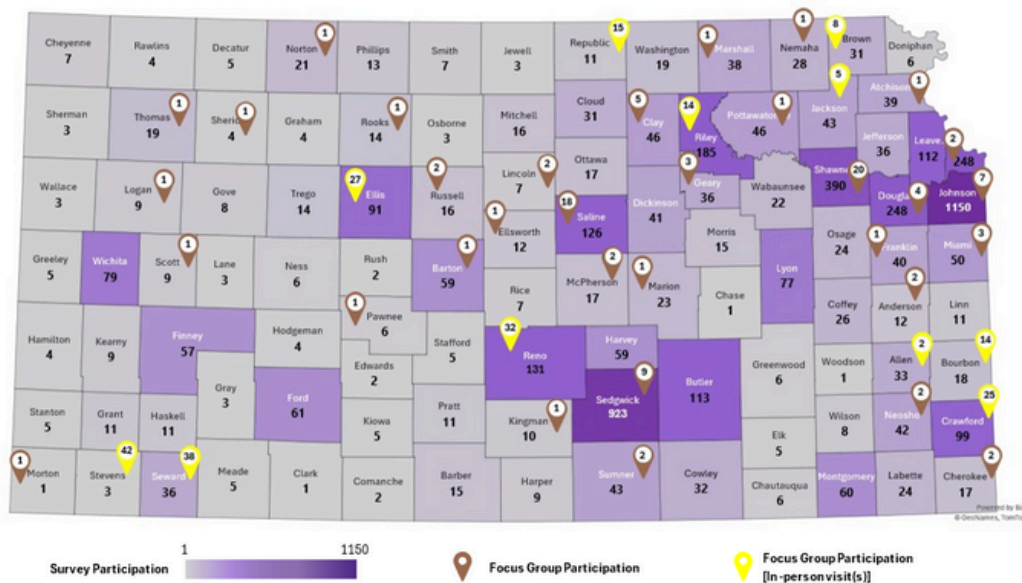 1
15
1
1
8
Cheyenne
7
Rawlins
4
Decatur
5
Norton
21
Phillips
13
Smith
7
Jewell
3
Republic
11
Washington
19
Marshall
38
Nemaha
28
Brown
31
Doniphan
6
1
1
1
5
14
1
5
1
Sherman
3
Thomas
19
Sherid
4
Graham
4
Rooks
14
Osborne
3
Mitchell
16
Cloud
31
Clay
46
Riley
185
Pottawato
46
Jackson
43
Atchison
39
Jefferson
36
Leave
112
2
248
1
27
2
2
18
3
20
4
7
Wallace
3
Logan
9
Gove
8
Trego
14
Ellis
91
Russell
16
Lincoln
7
Ottawa
17
Saline
126
Dickinson
41
Geary
36
Wabaunsee
22
Shawn
390
Dougla
248
Johnson
1150
1
1
1
2
1
1
3
Greeley
5
Wichita
79
Scott
9
Lane
3
Ness
6
Rush
2
Barton
59
Ellsworth
12
Rice
7
McPherson
17
Marion
23
Morris
15
Chase
1
Lyon
77
Osage
24
Franklin
40
Miami
50
1
32
2
Hamilton
4
Kearny
9
Finney
57
Hodgeman
4
Pawnee
6
Edwards
2
Stafford
5
Reno
131
Harvey
59
Butler
113
Greenwood
6
Coffey
26
Anderson
12
Linn
11
9
2
14
Gray
3
Ford
61
Sedgwick
923
Woodson
1
Allen
33
Bourbon
18
1
2
25
Stanton
5
Grant
11
Haskell
11
Kiowa
5
Pratt
11
Kingman
10
Elk
5
Wilson
8
Neosho
42
Crawford
99
1
42
38
2
2
Morton
1
Stevens
3
Seward
36
Meade
5
Clark
1
Comanche
2
Barber
15
Harper
9
Sumner
43
Cowley
32
Chautauqua
6
Montgomery
60
Labette
24
Cherokee
17
Powered by Bi
© GeoNames, TomTo
Survey Participation
1
1150
Focus Group Participation
Focus Group Participation
[In-person visit(s)]